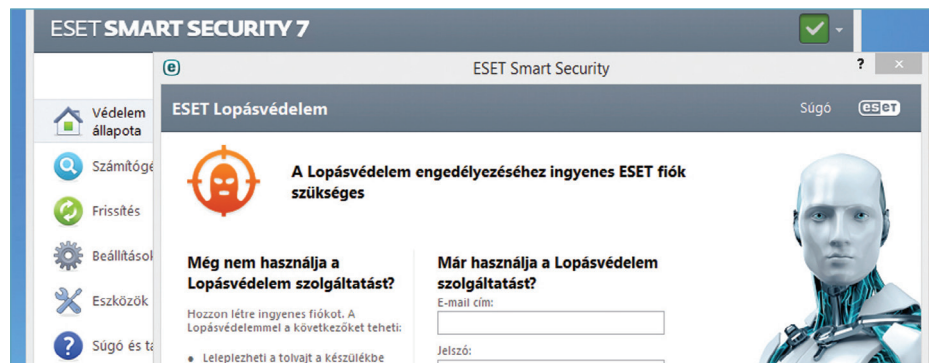 ESET SMART SECURITY 7
e
ESET Smart Security
? ×
ESET Lopásvédelem
Súgó
eseT
Védelem
állapota
Frissítés
Eszközök
? Súgó és
A Lopásvédelem engedélyezéséhez ingyenes ESET fiók
szükséges
Még nem használja a
Lopásvédelem szolgáltatást?
Hozzon létre ingyenes fiókot. A
Lopásvédelemmel a következőket teheti:
• Leleplezheti a tolvajt a készülékbe
Már használja a Lopásvédelem
szolgáltatást?
E-mail cím:
Jelszó: